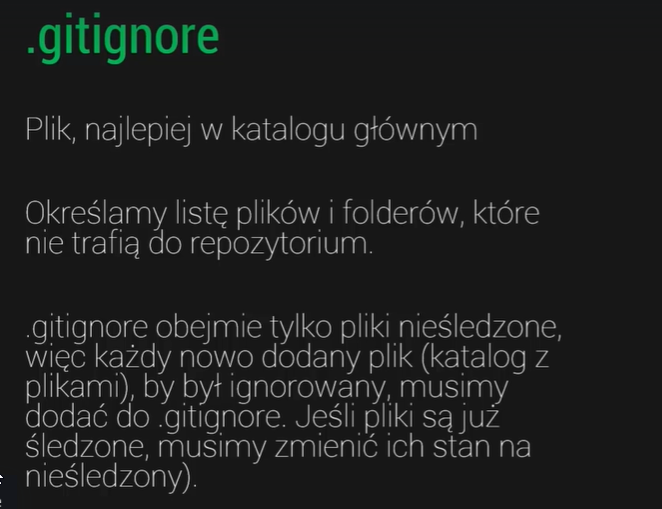 .gitignore
Plik, najlepiej w katalogu głównym
Określamy listę plików i folderów, które
nie trafią do repozytorium.
.gitignore obejmie tylko pliki nieśledzone,
więc każdy nowo dodany plik (katalog z
plikami), by był ignorowany, musimy
dodać do .gitignore. Jeśli pliki są już
śledzone, musimy zmienić ich stan na
nieśledzony).